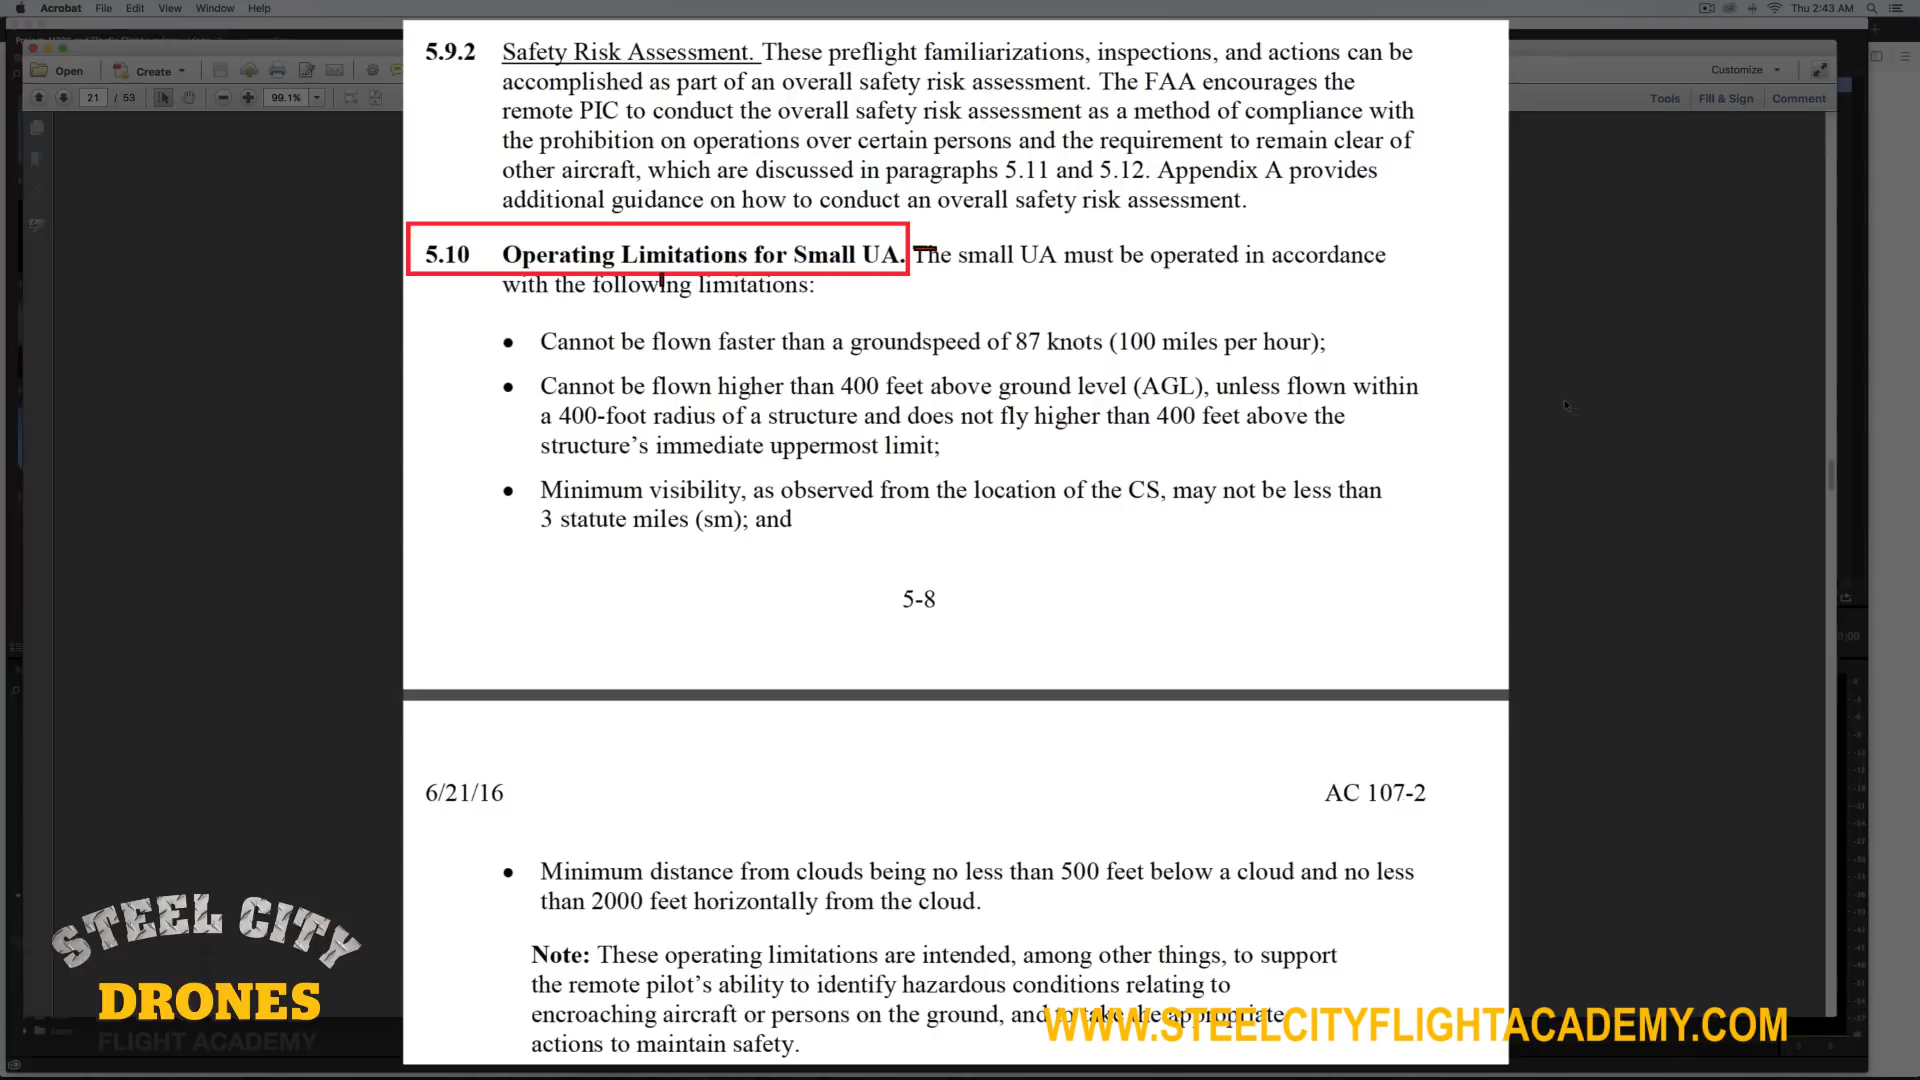 Acrobat File Edit View Window Help
Thu 2:43 AM
Open
Create
Customize
21 / 53
99.1%
Tools Fill & Sign Comment
5.9.2 Safety Risk Assessment. These preflight familiarizations, inspections, and actions can be
accomplished as part of an overall safety risk assessment. The FAA encourages the
remote PIC to conduct the overall safety risk assessment as a method of compliance with
the prohibition on operations over certain persons and the requirement to remain clear of
other aircraft, which are discussed in paragraphs 5.11 and 5.12. Appendix A provides
additional guidance on how to conduct an overall safety risk assessment.
5.10 Operating Limitations for Small UA. The small UA must be operated in accordance
with the following limitations:
• Cannot be flown faster than a groundspeed of 87 knots (100 miles per hour);
• Cannot be flown higher than 400 feet above ground level (AGL), unless flown within
a 400-foot radius of a structure and does not fly higher than 400 feet above the
structure’s immediate uppermost limit;
• Minimum visibility, as observed from the location of the CS, may not be less than
3 statute miles (sm); and
5-8
6/21/16 AC 107-2
• Minimum distance from clouds being no less than 500 feet below a cloud and no less
than 2000 feet horizontally from the cloud.
Note: These operating limitations are intended, among other things, to support
the remote pilot’s ability to identify hazardous conditions relating to
encroaching aircraft or persons on the ground, and to take the appropriate
actions to maintain safety.
STEEL CITY
DRONES
FLIGHT ACADEMY
WWW.STEELCITYFLIGHTACADEMY.COM